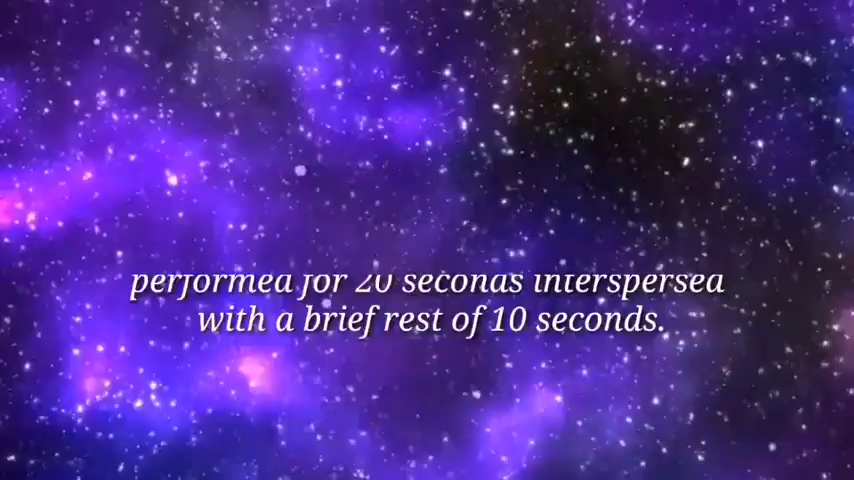 performed for 20 seconds interspersed
with a brief rest of 10 seconds.